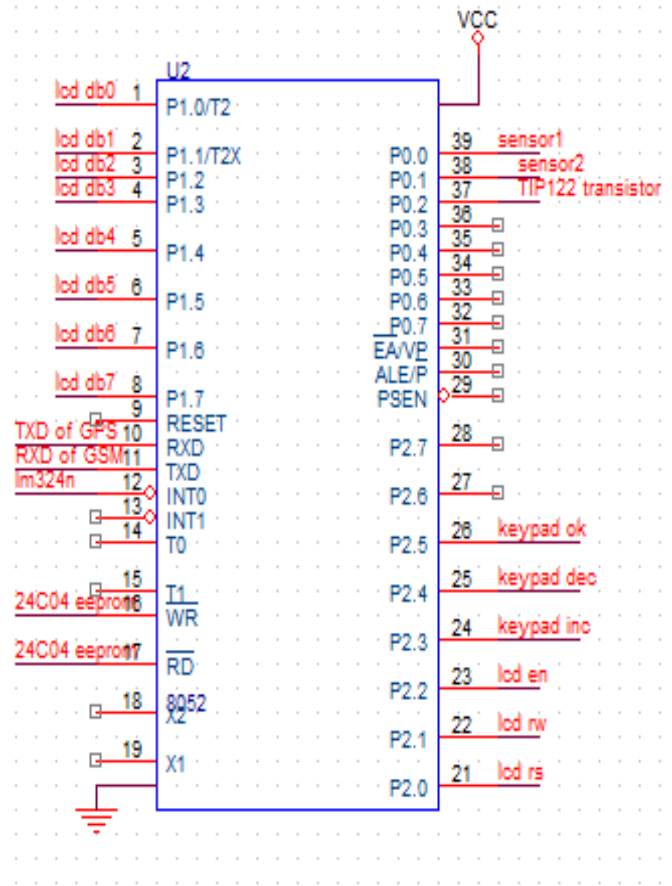 VCC
U2
lcd db0 1 P1.0/T2
lcd db1 2 P1.1/T2X
lcd db2 3 P1.2
lcd db3 4 P1.3
lcd db4 5 P1.4
lcd db5 6 P1.5
lcd db6 7 P1.6
lcd db7 8 P1.7
9 RESET
TXD of GPS 10 RXD
RXD of GSM 11 TXD
lm324n 12 INT0
13 INT1
14 T0
15 T1
24C04 eeprom 16 WR
24C04 eeprom 17 RD
8052
18 X2
19 X1
P0.0 39 sensor1
P0.1 38 sensor2
P0.2 37 TIP122 transistor
P0.3 36
P0.4 35
P0.5 34
P0.6 33
P0.7 32
EA/VP 31
ALE/P 30
PSEN 29
P2.7 28
P2.6 27
P2.5 26 keypad ok
P2.4 25 keypad dec
P2.3 24 keypad inc
P2.2 23 lcd en
P2.1 22 lcd rw
P2.0 21 lcd rs